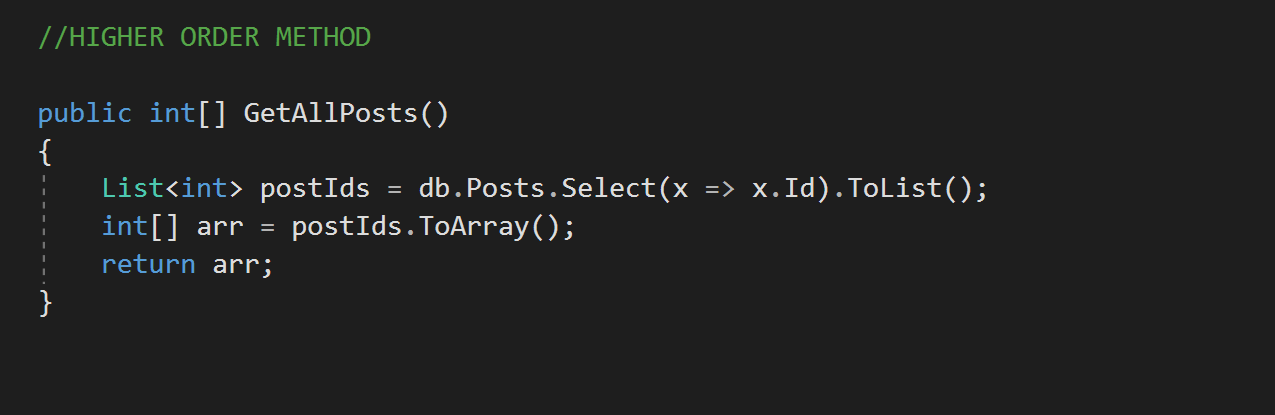 //HIGHER ORDER METHOD
public int[] GetAllPosts()
{
List<int> postIds = db.Posts.Select(x => x.Id).ToList();
int[] arr = postIds.ToArray();
return arr;
}